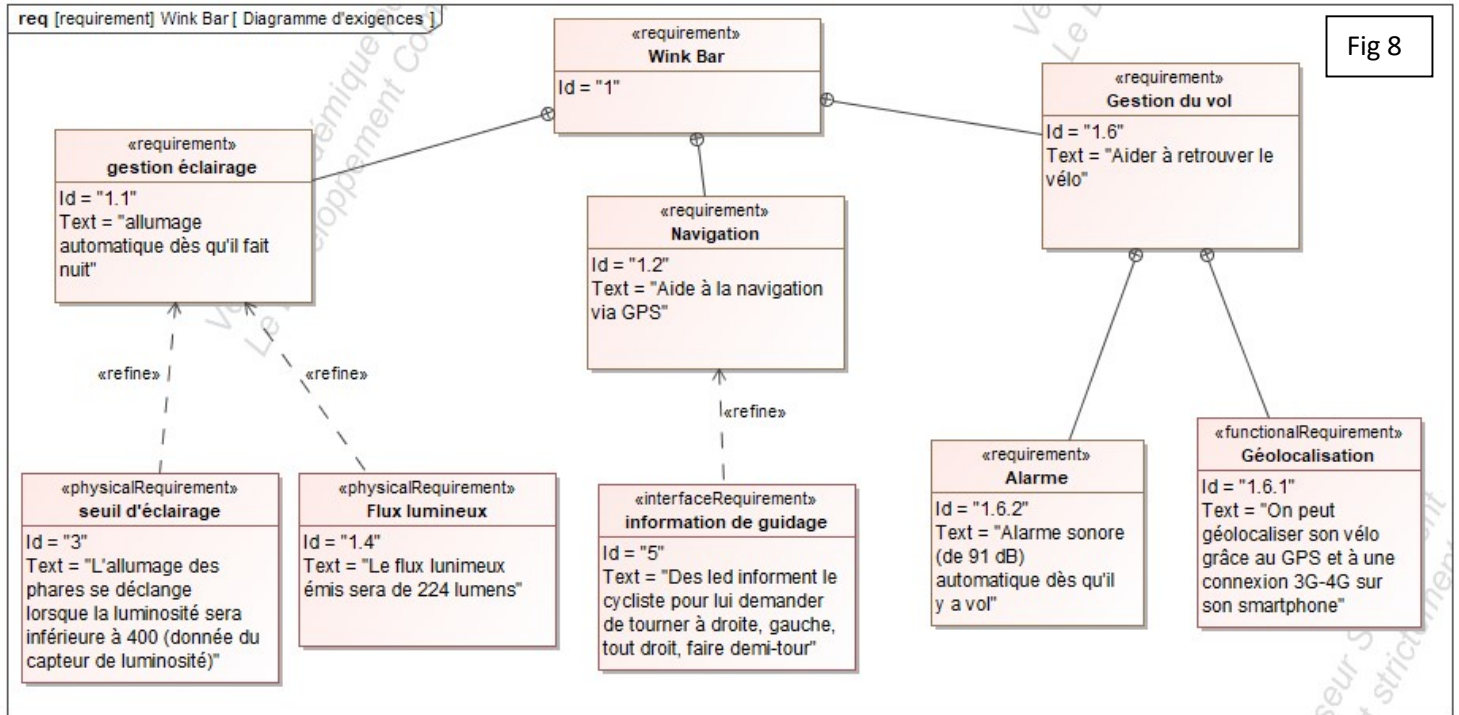 req [requirement] Wink Bar [ Diagramme d'exigences ]
Fig 8
«requirement»
Wink Bar
Id = "1"
«requirement»
Gestion du vol
Id = "1.6"
Text = "Aider à retrouver le
vélo"
«requirement»
gestion éclairage
Id = "1.1"
Text = "allumage
automatique dès qu'il fait
nuit"
«requirement»
Navigation
Id = "1.2"
Text = "Aide à la navigation
via GPS"
«refine»
«refine»
«refine»
«physicalRequirement»
seuil d'éclairage
Id = "3"
Text = "L'allumage des
phares se déclange
lorsque la luminosité sera
inférieure à 400 (donnée du
capteur de luminosité)"
«physicalRequirement»
Flux lumineux
Id = "1.4"
Text = "Le flux lunimeux
émis sera de 224 lumens"
«interfaceRequirement»
information de guidage
Id = "5"
Text = "Des led informent le
cycliste pour lui demander
de tourner à droite, gauche,
tout droit, faire demi-tour"
«requirement»
Alarme
Id = "1.6.2"
Text = "Alarme sonore
(de 91 dB)
automatique dès qu'il
y a vol"
«functionalRequirement»
Géolocalisation
Id = "1.6.1"
Text = "On peut
géolocaliser son vélo
grâce au GPS et à une
connexion 3G-4G sur
son smartphone"